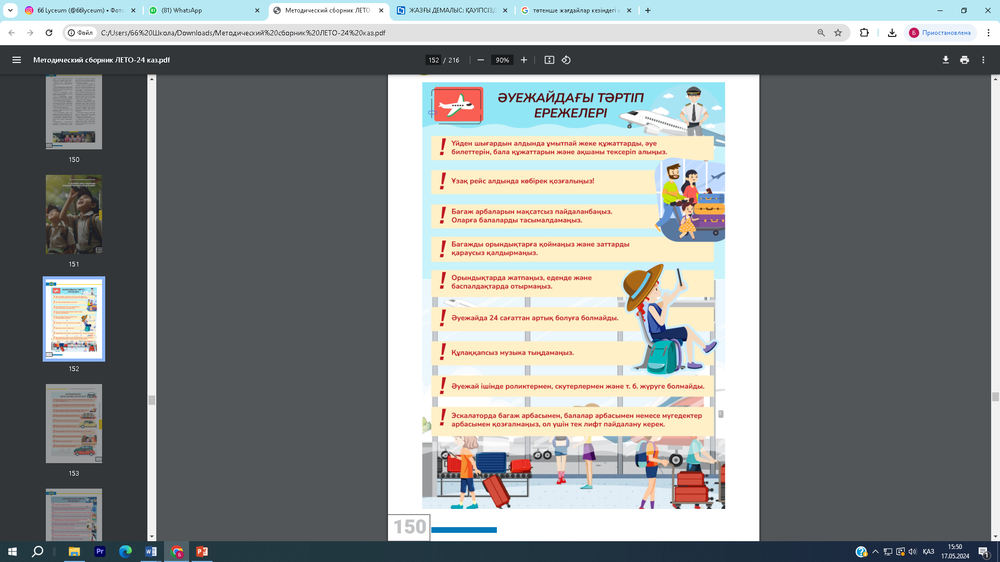 66 Lyceum (@66lyceum) • Фото
(81) WhatsApp
Методический сборник ЛЕТО-
ЖАЗҒЫ ДЕМАЛЫС: ҚАУІПСІЗД
төтенше жағдайлар кезіндегі
Файл
C:/Users/66%20Школа/Downloads/Методический%20сборник%20ЛЕТО-24%20каз.pdf
Б Приостановлена
Методический сборник ЛЕТО-24 каз.pdf
152 / 216
90%
150
151
152
153
ӘУЕЖАЙДАҒЫ ТӘРТІП
ЕРЕЖЕЛЕРІ
! Үйден шығардын алдында ұмытпай жеке құжаттарды, әуе
билеттерін, бала құжаттарын және ақшаны тексеріп алыңыз.
! Ұзақ рейс алдында көбірек қозғалыңыз!
! Багаж арбаларын мақсатсыз пайдаланбаңыз.
Оларға балаларды тасымалдамаңыз.
! Багажды орындықтарға қоймаңыз және заттарды
қараусыз қалдырмаңыз.
! Орындықтарда жатпаңыз, еденде және
баспалдақтарда отырмаңыз.
! Әуежайда 24 сағаттан артық болуға болмайды.
! Құлаққапсыз музыка тыңдамаңыз.
! Әуежай ішінде роликтермен, скутерлермен және т. б. жүруге болмайды.
! Эскалаторда багаж арбасымен, балалар арбасымен немесе мүгедектер
арбасымен қозғалмаңыз, ол үшін тек лифт пайдалану керек.
150
Pr
ҚАЗ
15:50
17.05.2024
1